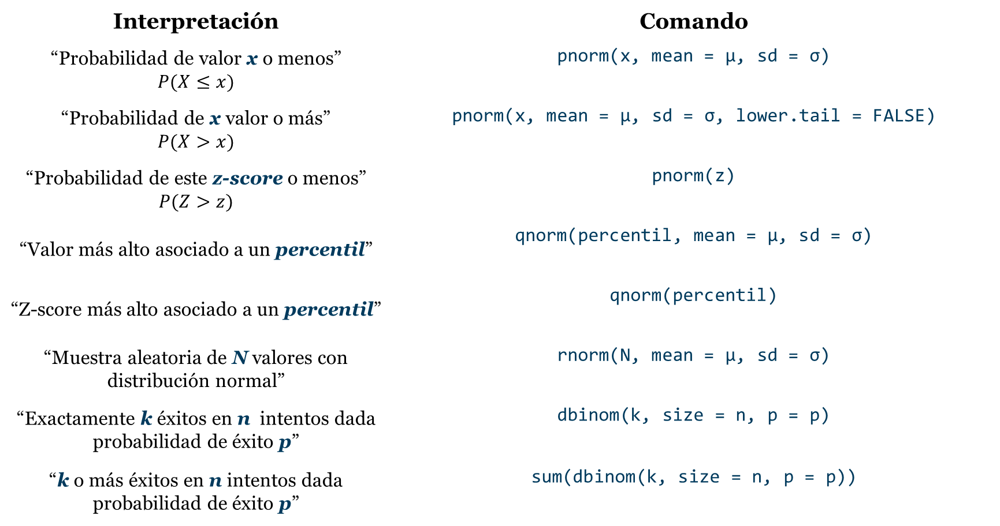 Interpretación
Comando
“Probabilidad de valor x o menos”
P(X ≤ x)
pnorm(x, mean = μ, sd = σ)
“Probabilidad de x valor o más”
P(X > x)
pnorm(x, mean = μ, sd = σ, lower.tail = FALSE)
“Probabilidad de este z-score o menos”
P(Z > z)
pnorm(z)
“Valor más alto asociado a un percentil”
qnorm(percentil, mean = μ, sd = σ)
“Z-score más alto asociado a un percentil”
qnorm(percentil)
“Muestra aleatoria de N valores con
distribución normal”
rnorm(N, mean = μ, sd = σ)
“Exactamente k éxitos en n intentos dada
probabilidad de éxito p”
dbinom(k, size = n, p = p)
“k o más éxitos en n intentos dada
probabilidad de éxito p”
sum(dbinom(k, size = n, p = p))